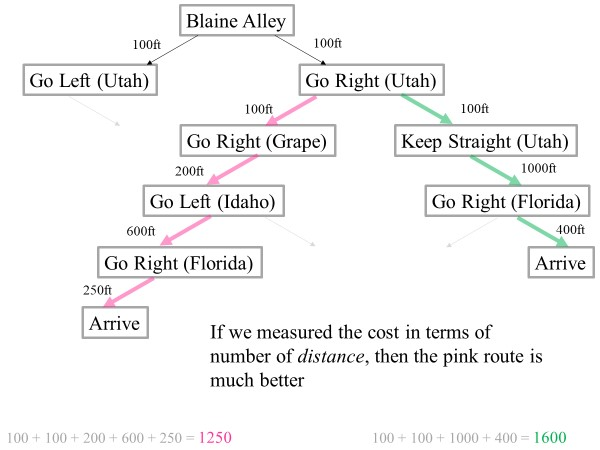 Blaine Alley
100ft
100ft
Go Left (Utah)
Go Right (Utah)
100ft
100ft
Go Right (Grape)
Keep Straight (Utah)
200ft
1000ft
Go Left (Idaho)
Go Right (Florida)
600ft
400ft
Go Right (Florida)
Arrive
250ft
Arrive
If we measured the cost in terms of
number of distance, then the pink route is
much better
100 + 100 + 200 + 600 + 250 = 1250
100 + 100 + 1000 + 400 = 1600